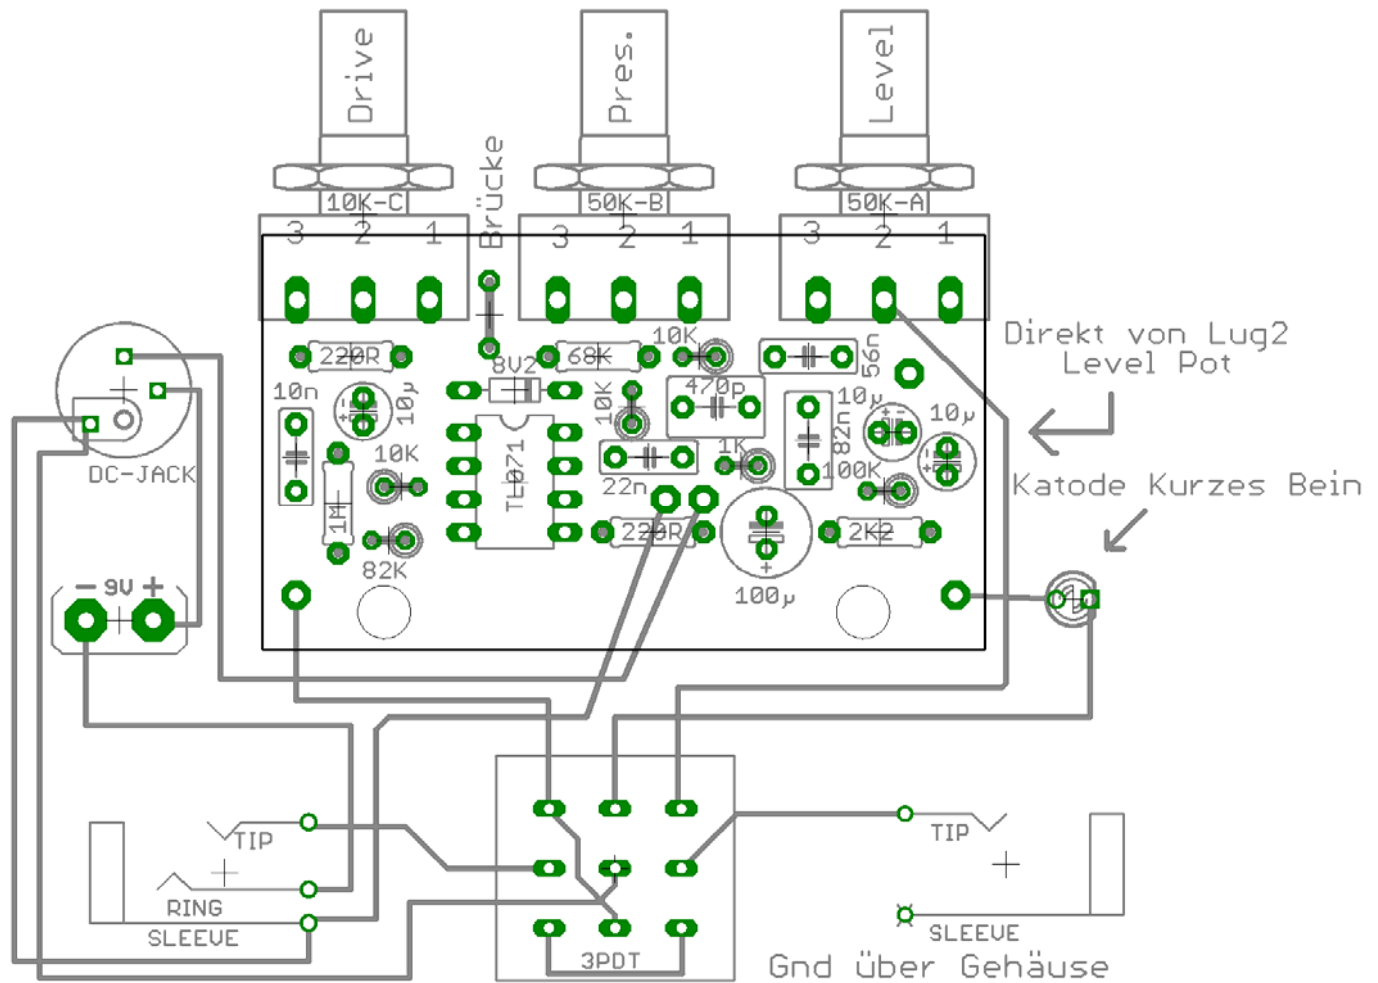 Drive
Pres.
Level
Brücke
10K-C
50K-B
50K-A
3 2 1
3 2 1
3 2 1
Direkt von Lug2
Level Pot
220R
8V2
68K
10K
56n
10n
10µ
10K
470p
10µ
82n
10µ
DC-JACK
10K
TL071
22n
1K
100K
Katode Kurzes Bein
1M
220R
2K2
82K
100µ
- 9V +
TIP
RING
SLEEVE
3PDT
TIP
SLEEVE
Gnd über Gehäuse